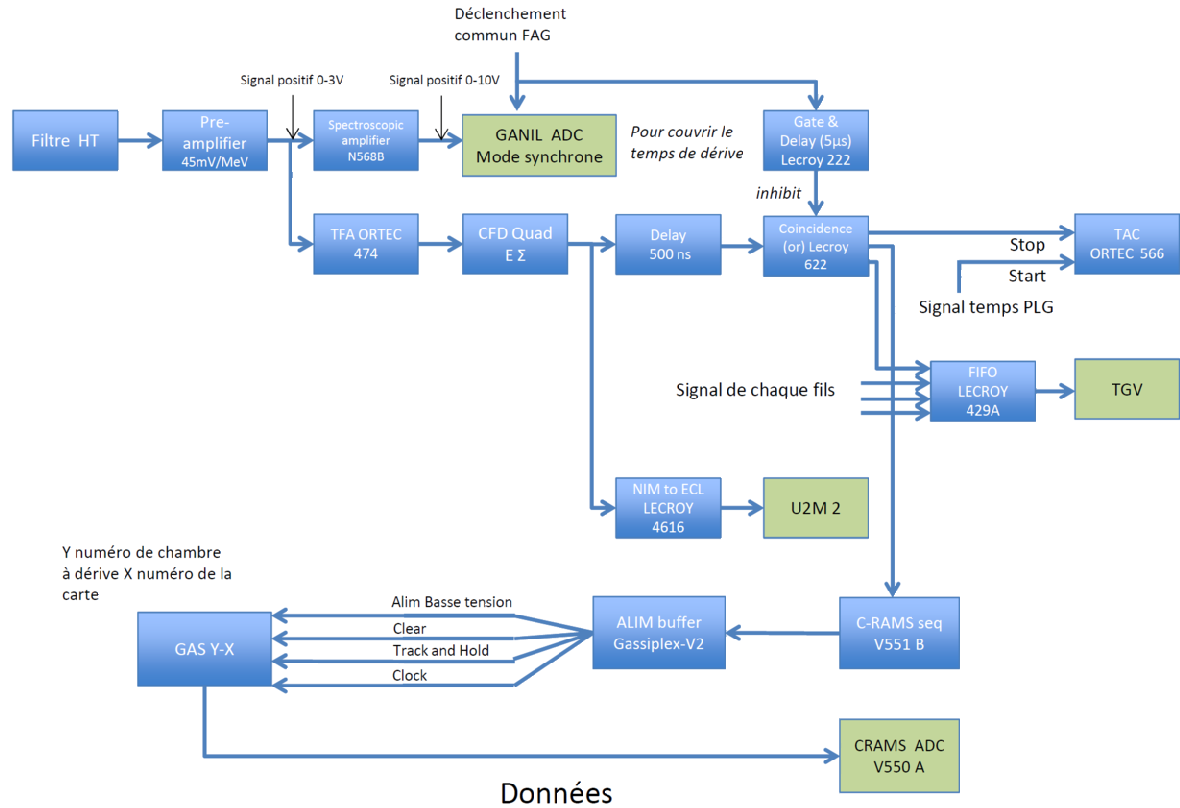 Déclenchement
commun FAG
Signal positif 0-3V
Signal positif 0-10V
Filtre HT
Pre-
amplifier
45mV/MeV
Spectroscopic
amplifier
N568B
GANIL ADC
Mode synchrone
Pour couvrir le
temps de dérive
Gate &
Delay (5μs)
Lecroy 222
inhibit
TFA ORTEC
474
CFD Quad
E Σ
Delay
500 ns
Coincidence
(or) Lecroy
622
Stop
Start
TAC
ORTEC 566
Signal temps PLG
Signal de chaque fils
FIFO
LECROY
429A
TGV
NIM to ECL
LECROY
4616
U2M 2
Y numéro de chambre
à dérive X numéro de la
carte
GAS Y-X
Alim Basse tension
Clear
Track and Hold
Clock
ALIM buffer
Gassiplex-V2
C-RAMS seq
V551 B
CRAMS ADC
V550 A
Données